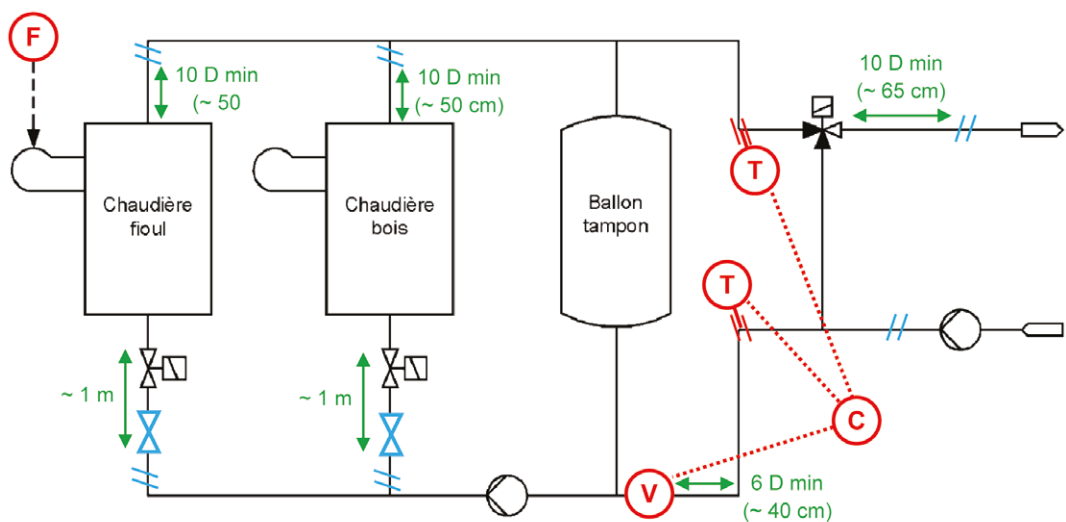 F
10 D min
(~ 50
10 D min
(~ 50 cm)
10 D min
(~ 65 cm)
Chaudière
fioul
Chaudière
bois
Ballon
tampon
T
T
~ 1 m
~ 1 m
C
V
6 D min
(~ 40 cm)